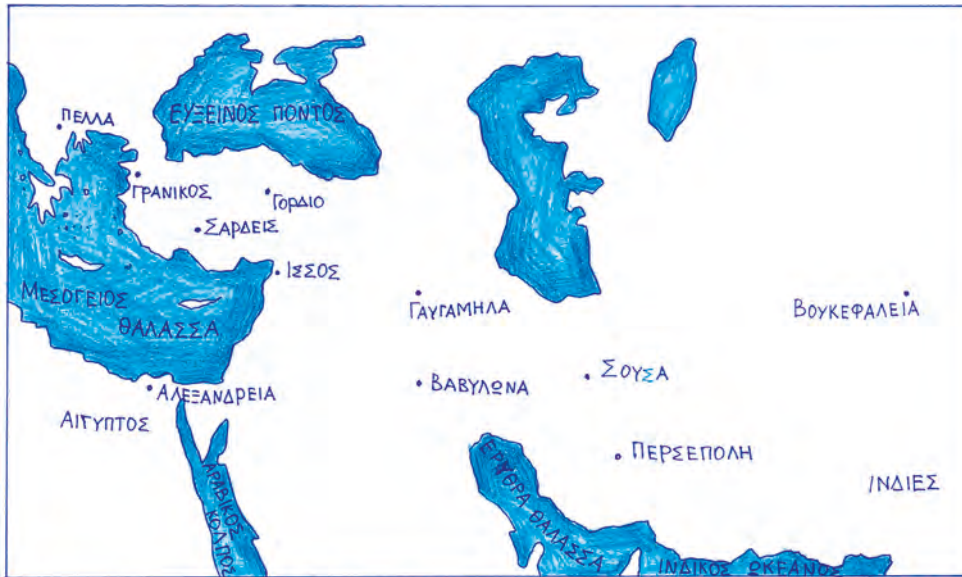 ΕΥΞΕΙΝΟΣ ΠΟΝΤΟΣ
ΠΕΛΛΑ
ΓΡΑΝΙΚΟΣ
ΓΟΡΔΙΟ
ΣΑΡΔΕΙΣ
ΙΣΣΟΣ
ΜΕΣΟΓΕΙΟΣ
ΘΑΛΑΣΣΑ
ΓΑΥΓΑΜΗΛΑ
ΒΟΥΚΕΦΑΛΕΙΑ
ΑΛΕΞΑΝΔΡΕΙΑ
ΒΑΒΥΛΩΝΑ
ΣΟΥΣΑ
ΑΙΓΥΠΤΟΣ
ΠΕΡΣΕΠΟΛΗ
ΙΝΔΙΕΣ
ΑΡΑΒΙΚΟΣ
ΚΟΛΠΟΣ
ΕΡΥΘΡΑ ΘΑΛΑΣΣΑ
ΙΝΔΙΚΟΣ ΩΚΕΑΝΟΣ